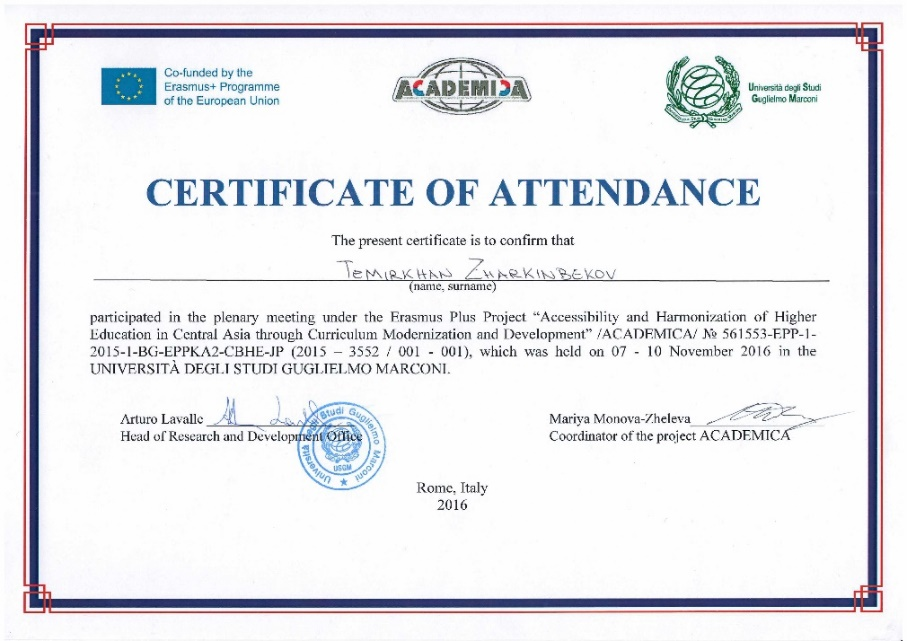 Co-funded by the
Erasmus+ Programme
of the European Union
ACADEMICA
Università degli Studi
Guglielmo Marconi
CERTIFICATE OF ATTENDANCE
The present certificate is to confirm that
TEMIRKHAN ZHARKINBEKOV
(name, surname)
participated in the plenary meeting under the Erasmus Plus Project “Accessibility and Harmonization of Higher
Education in Central Asia through Curriculum Modernization and Development” /ACADEMICA/ № 561553-EPP-1-
2015-1-BG-EPPKA2-CBHE-JP (2015 – 3552 / 001 - 001), which was held on 07 - 10 November 2016 in the
UNIVERSITÀ DEGLI STUDI GUGLIELMO MARCONI.
Arturo Lavalle
Head of Research and Development Office
Università degli Studi Guglielmo Marconi
USGM
Mariya Monova-Zheleva
Coordinator of the project ACADEMICA
Rome, Italy
2016